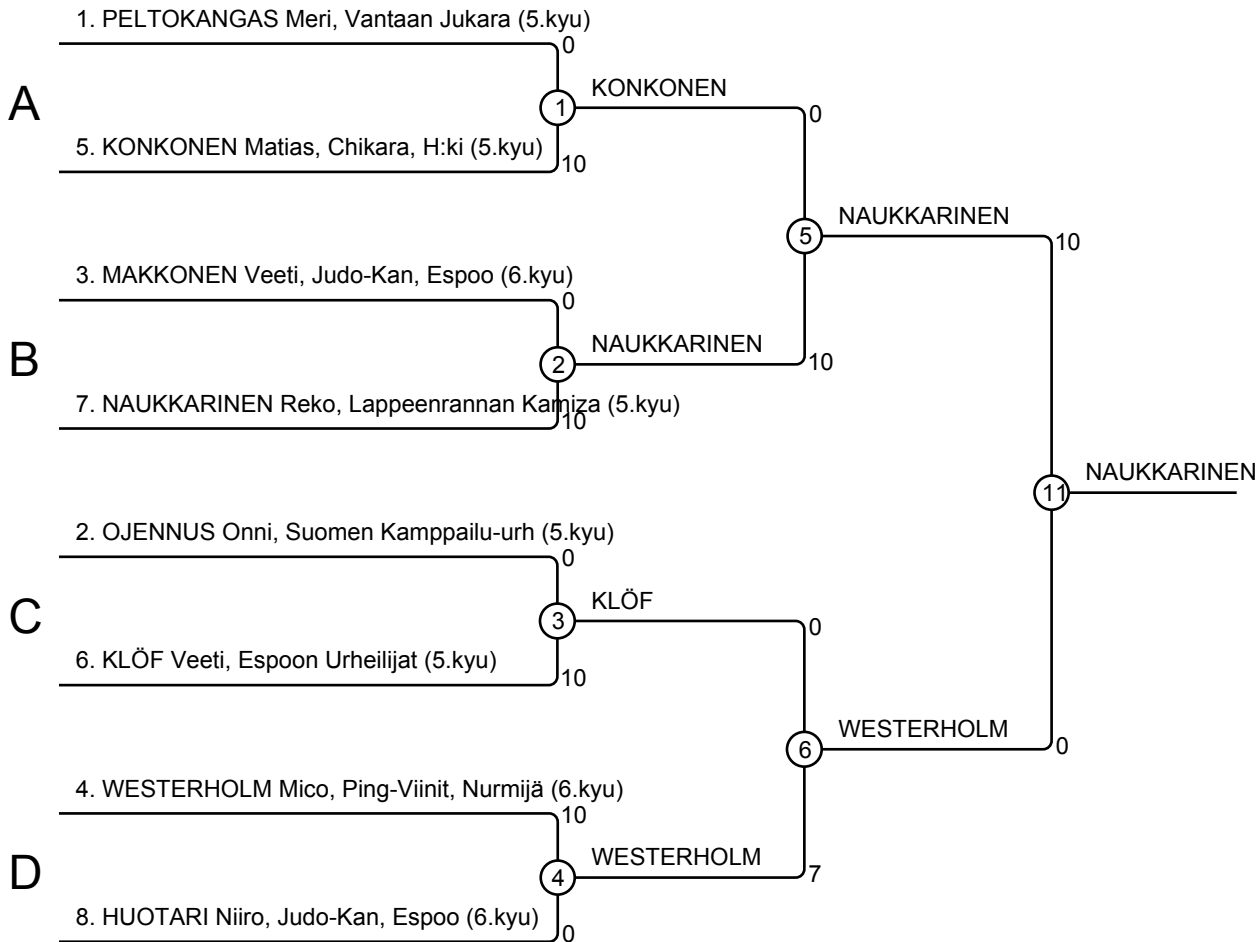 1. PELTOKANGAS Meri, Vantaan Jukara (5.kyu)
0
A
1
KONKONEN
0
5. KONKONEN Matias, Chikara, H:ki (5.kyu)
10
5
NAUKKARINEN
10
3. MAKKONEN Veeti, Judo-Kan, Espoo (6.kyu)
0
B
2
NAUKKARINEN
10
7. NAUKKARINEN Reko, Lappeenrannan Kamiza (5.kyu)
10
11
NAUKKARINEN
2. OJENNUS Onni, Suomen Kamppailu-urh (5.kyu)
0
C
3
KLÖF
0
6. KLÖF Veeti, Espoon Urheilijat (5.kyu)
10
6
WESTERHOLM
0
4. WESTERHOLM Mico, Ping-Viinit, Nurmijä (6.kyu)
10
D
4
WESTERHOLM
7
8. HUOTARI Niiro, Judo-Kan, Espoo (6.kyu)
0